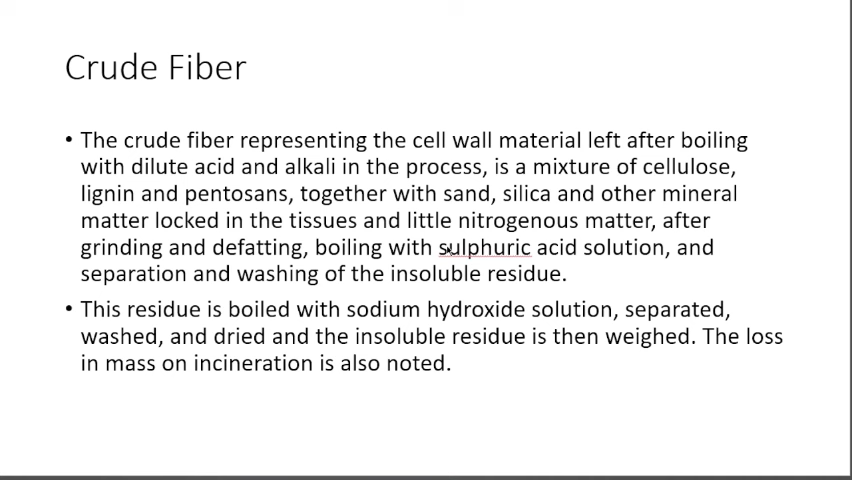 Crude Fiber
• The crude fiber representing the cell wall material left after boiling
with dilute acid and alkali in the process, is a mixture of cellulose,
lignin and pentosans, together with sand, silica and other mineral
matter locked in the tissues and little nitrogenous matter, after
grinding and defatting, boiling with sulphuric acid solution, and
separation and washing of the insoluble residue.
• This residue is boiled with sodium hydroxide solution, separated,
washed, and dried and the insoluble residue is then weighed. The loss
in mass on incineration is also noted.